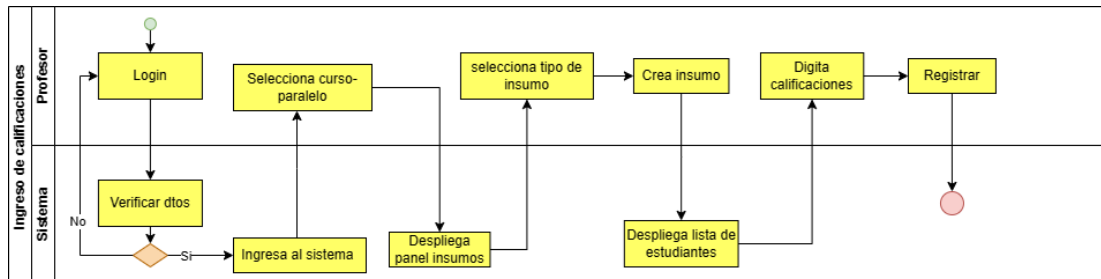 Ingreso de calificaciones
Profesor
Login
Selecciona curso-
paralelo
selecciona tipo de
insumo
Crea insumo
Digita
calificaciones
Registrar
Sistema
Verificar dtos
No
Si
Ingresa al sistema
Despliega
panel insumos
Despliega lista de
estudiantes